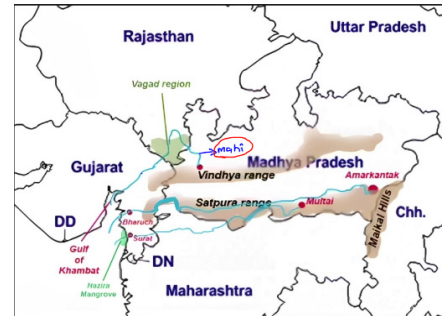 Uttar Pradesh
Rajasthan
Vagad region
mahi
Gujarat
Madhya Pradesh
Vindhya range
Amarkantak
Satpura range
Multai
DD
Bharuch
Chh.
Maikal Hills
Surat
Gulf
of
Khambat
DN
Hazira
Mangrove
Maharashtra